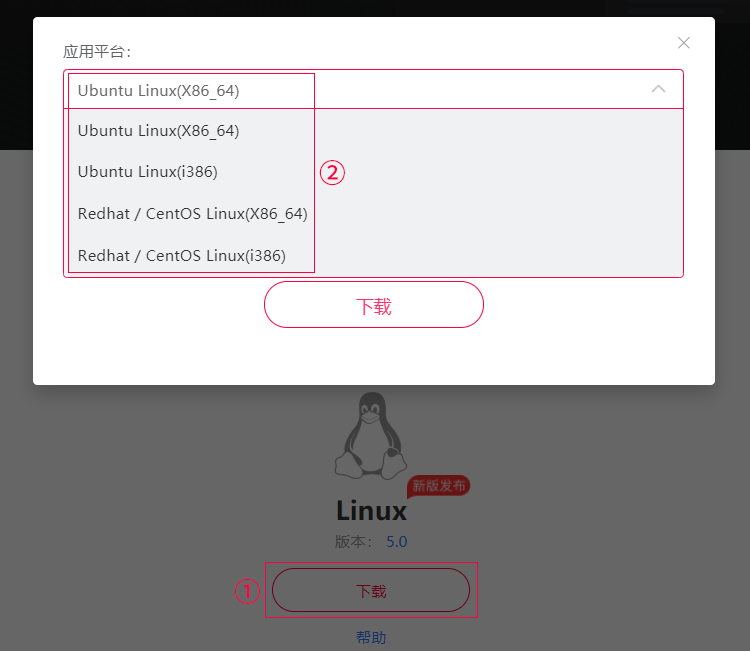 应用平台：
Ubuntu Linux(X86_64)
Ubuntu Linux(X86_64)
Ubuntu Linux(i386)
②
Redhat / CentOS Linux(X86_64)
Redhat / CentOS Linux(i386)
下载
新版发布
Linux
版本： 5.0
① 下载
帮助